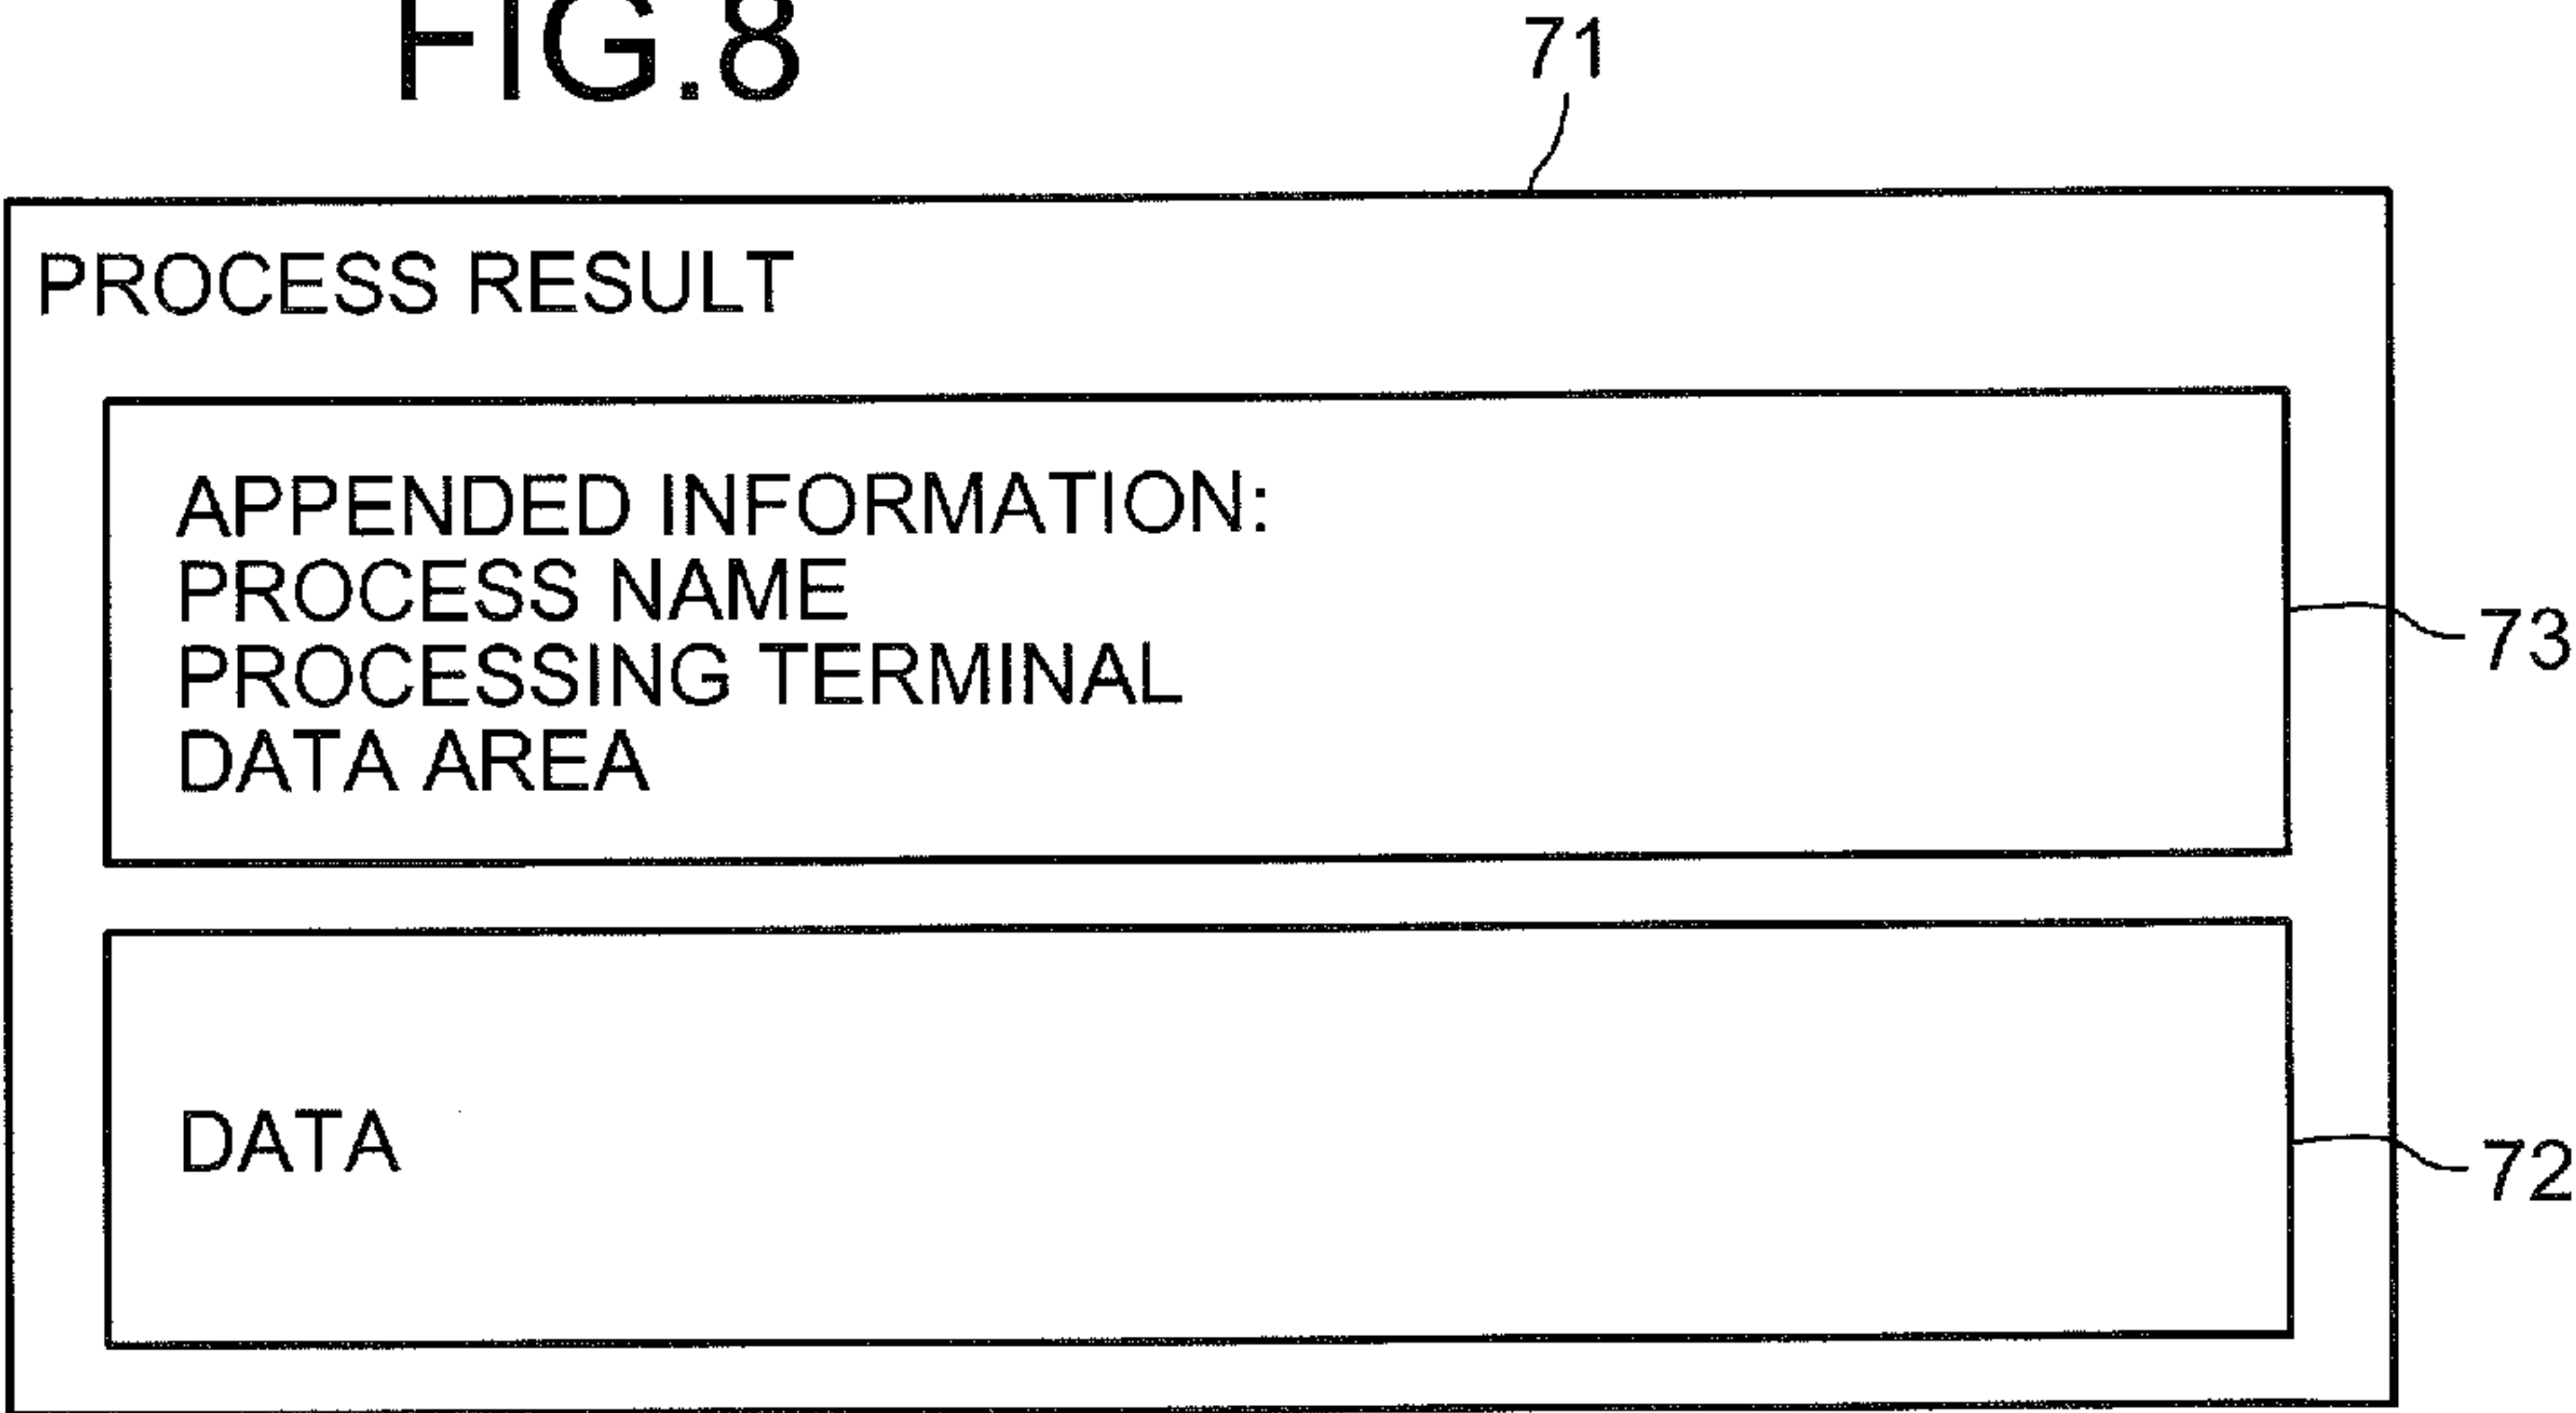 FIG.8
71
PROCESS RESULT
APPENDED INFORMATION:
PROCESS NAME
PROCESSING TERMINAL
DATA AREA
73
DATA
72